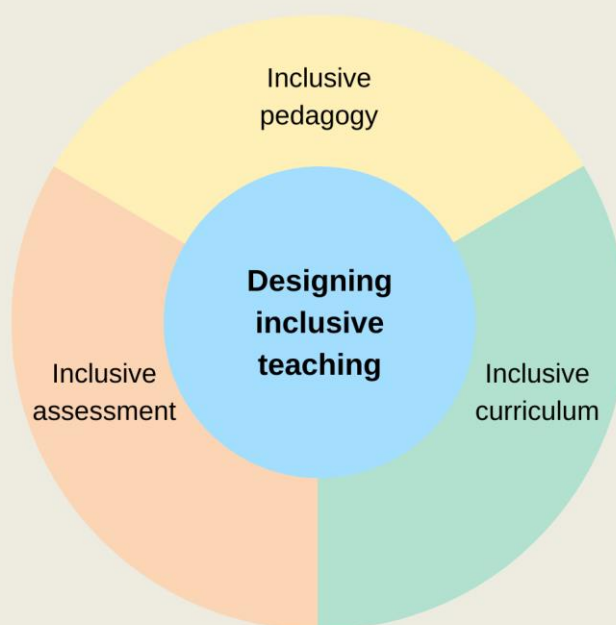 Inclusive
pedagogy
Designing
inclusive
teaching
Inclusive
assessment
Inclusive
curriculum